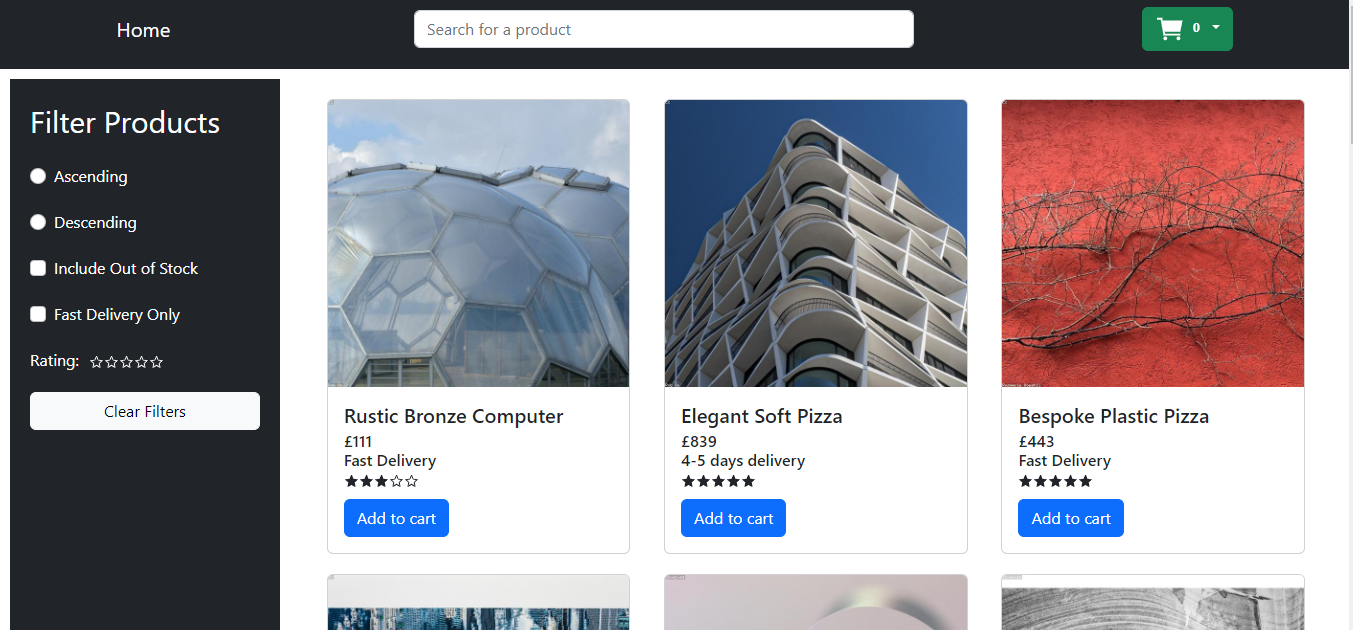 Home
Search for a product
0
Filter Products
Ascending
Descending
Include Out of Stock
Fast Delivery Only
Rating:
Clear Filters
Rustic Bronze Computer
£111
Fast Delivery
Add to cart
Elegant Soft Pizza
£839
4-5 days delivery
Add to cart
Bespoke Plastic Pizza
£443
Fast Delivery
Add to cart